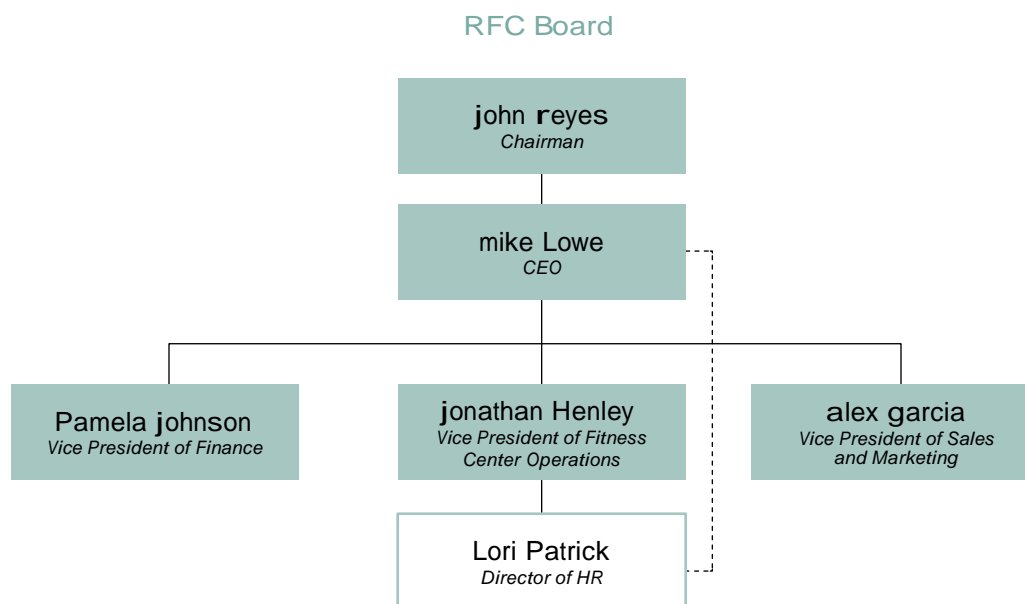 RFC Board
john reyes
Chairman
mike Lowe
CEO
Pamela johnson
Vice President of Finance
jonathan Henley
Vice President of Fitness
Center Operations
alex garcia
Vice President of Sales
and Marketing
Lori Patrick
Director of HR